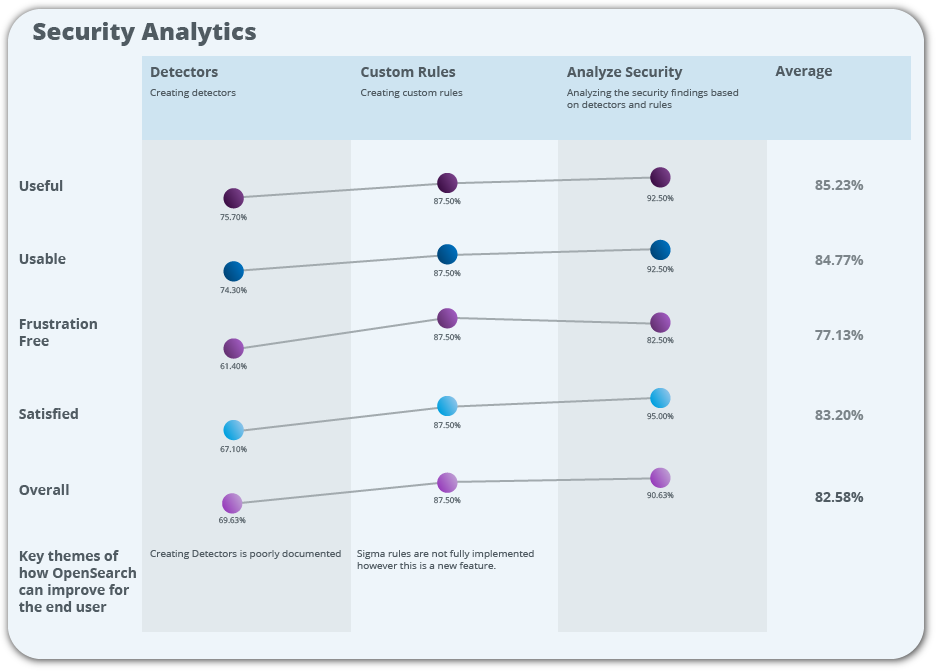 Security Analytics
Detectors
Creating detectors
Custom Rules
Creating custom rules
Analyze Security
Analyzing the security findings based
on detectors and rules
Average
Useful
75.70%
87.50%
92.50%
85.23%
Usable
74.30%
87.50%
92.50%
84.77%
Frustration
Free
61.40%
87.50%
82.50%
77.13%
Satisfied
67.10%
87.50%
95.00%
83.20%
Overall
69.63%
87.50%
90.63%
82.58%
Key themes of
how OpenSearch
can improve for
the end user
Creating Detectors is poorly documented
Sigma rules are not fully implemented
however this is a new feature.